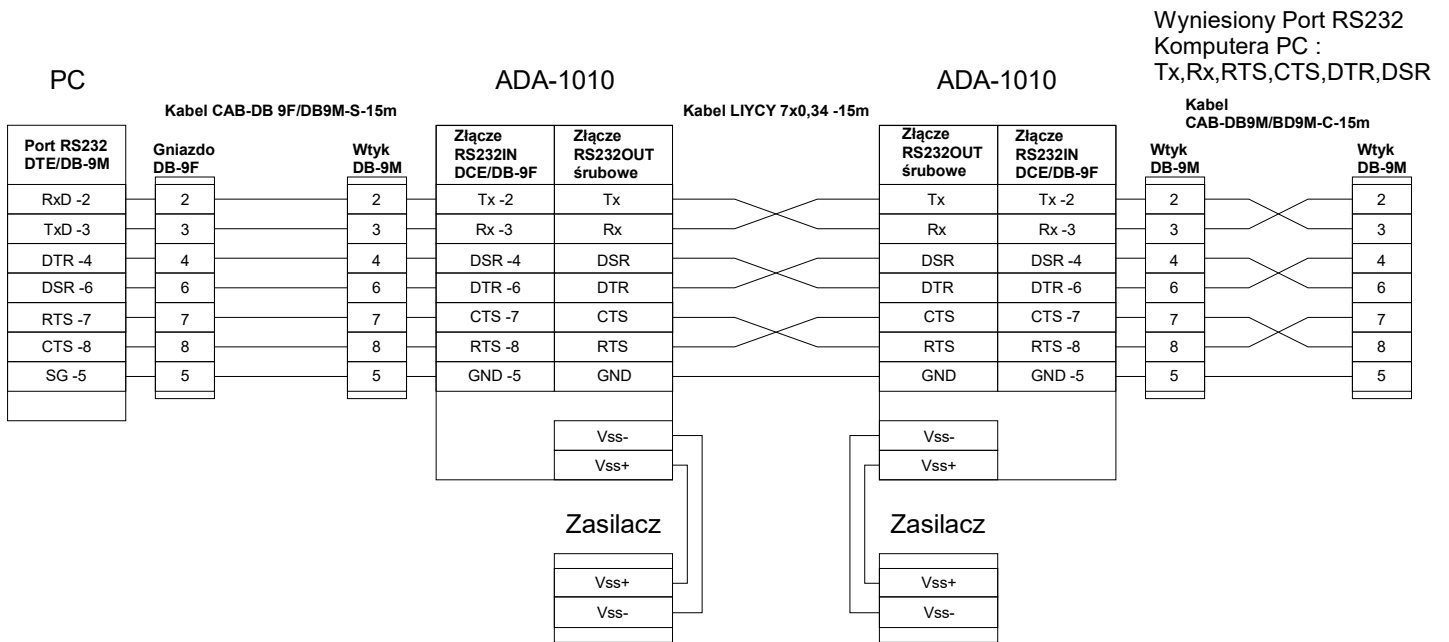 Wyniesiony Port RS232
Komputera PC :
Tx,Rx,RTS,CTS,DTR,DSR
PC
ADA-1010
ADA-1010
Kabel CAB-DB 9F/DB9M-S-15m
Kabel LIYCY 7x0,34 -15m
Kabel
CAB-DB9M/BD9M-C-15m
Port RS232
DTE/DB-9M
RxD -2
TxD -3
DTR -4
DSR -6
RTS -7
CTS -8
SG -5
Gniazdo
DB-9F
2
3
4
6
7
8
5
Wtyk
DB-9M
2
3
4
6
7
8
5
Złącze
RS232IN
DCE/DB-9F
Tx -2
Rx -3
DSR -4
DTR -6
CTS -7
RTS -8
GND -5
Złącze
RS232OUT
śrubowe
Tx
Rx
DSR
DTR
CTS
RTS
GND
Vss-
Vss+
Zasilacz
Vss+
Vss-
Złącze
RS232OUT
śrubowe
Tx
Rx
DSR
DTR
CTS
RTS
GND
Vss-
Vss+
Zasilacz
Vss+
Vss-
Złącze
RS232IN
DCE/DB-9F
Tx -2
Rx -3
DSR -4
DTR -6
CTS -7
RTS -8
GND -5
Wtyk
DB-9M
2
3
4
6
7
8
5
Wtyk
DB-9M
2
3
4
6
7
8
5